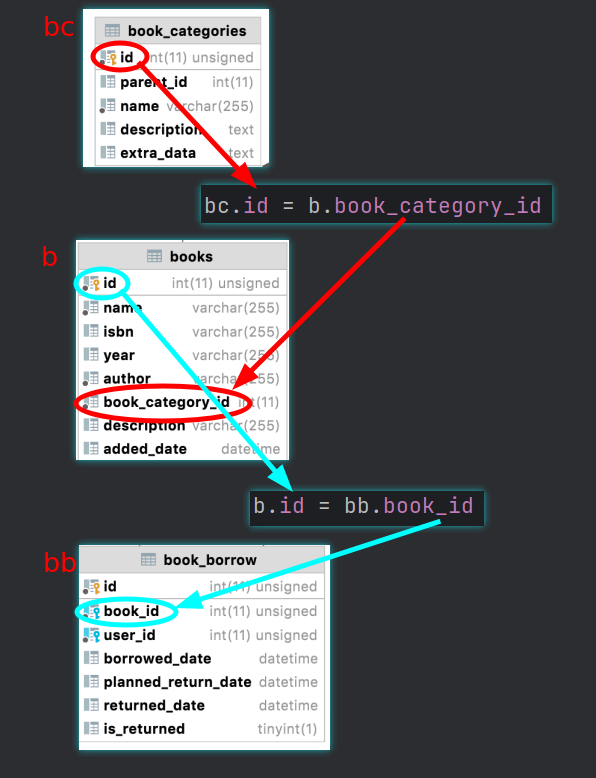 bc
book_categories
id int(11) unsigned
parent_id int(11)
name varchar(255)
description text
extra_data text
bc.id = b.book_category_id
b
books
id int(11) unsigned
name varchar(255)
isbn varchar(255)
year varchar(255)
author varchar(255)
book_category_id int(11)
description varchar(255)
added_date datetime
b.id = bb.book_id
bb
book_borrow
id int(11) unsigned
book_id int(11) unsigned
user_id int(11) unsigned
borrowed_date datetime
planned_return_date datetime
returned_date datetime
is_returned tinyint(1)